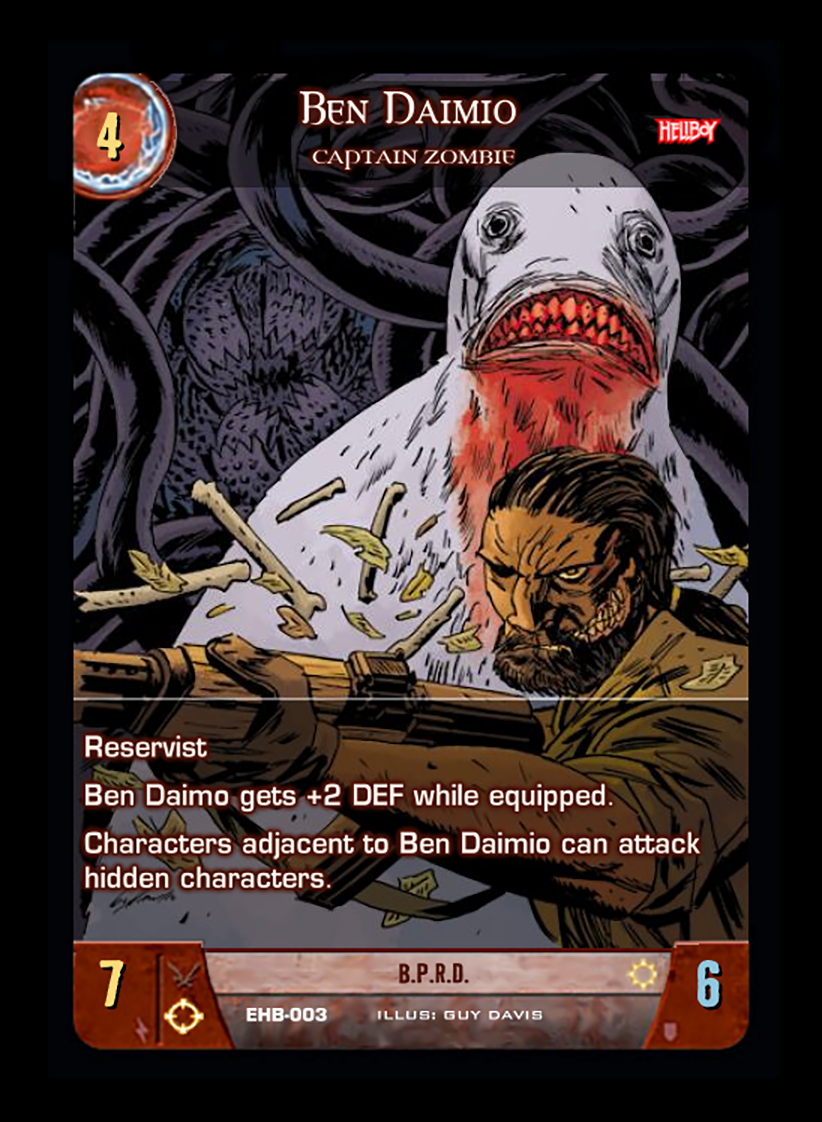 4
BEN DAIMIO
CAPTAIN ZOMBIE
HELLBOY
Reservist
Ben Daimo gets +2 DEF while equipped.
Characters adjacent to Ben Daimio can attack
hidden characters.
7
B.P.R.D.
6
EHB-003 ILLUS: GUY DAVIS